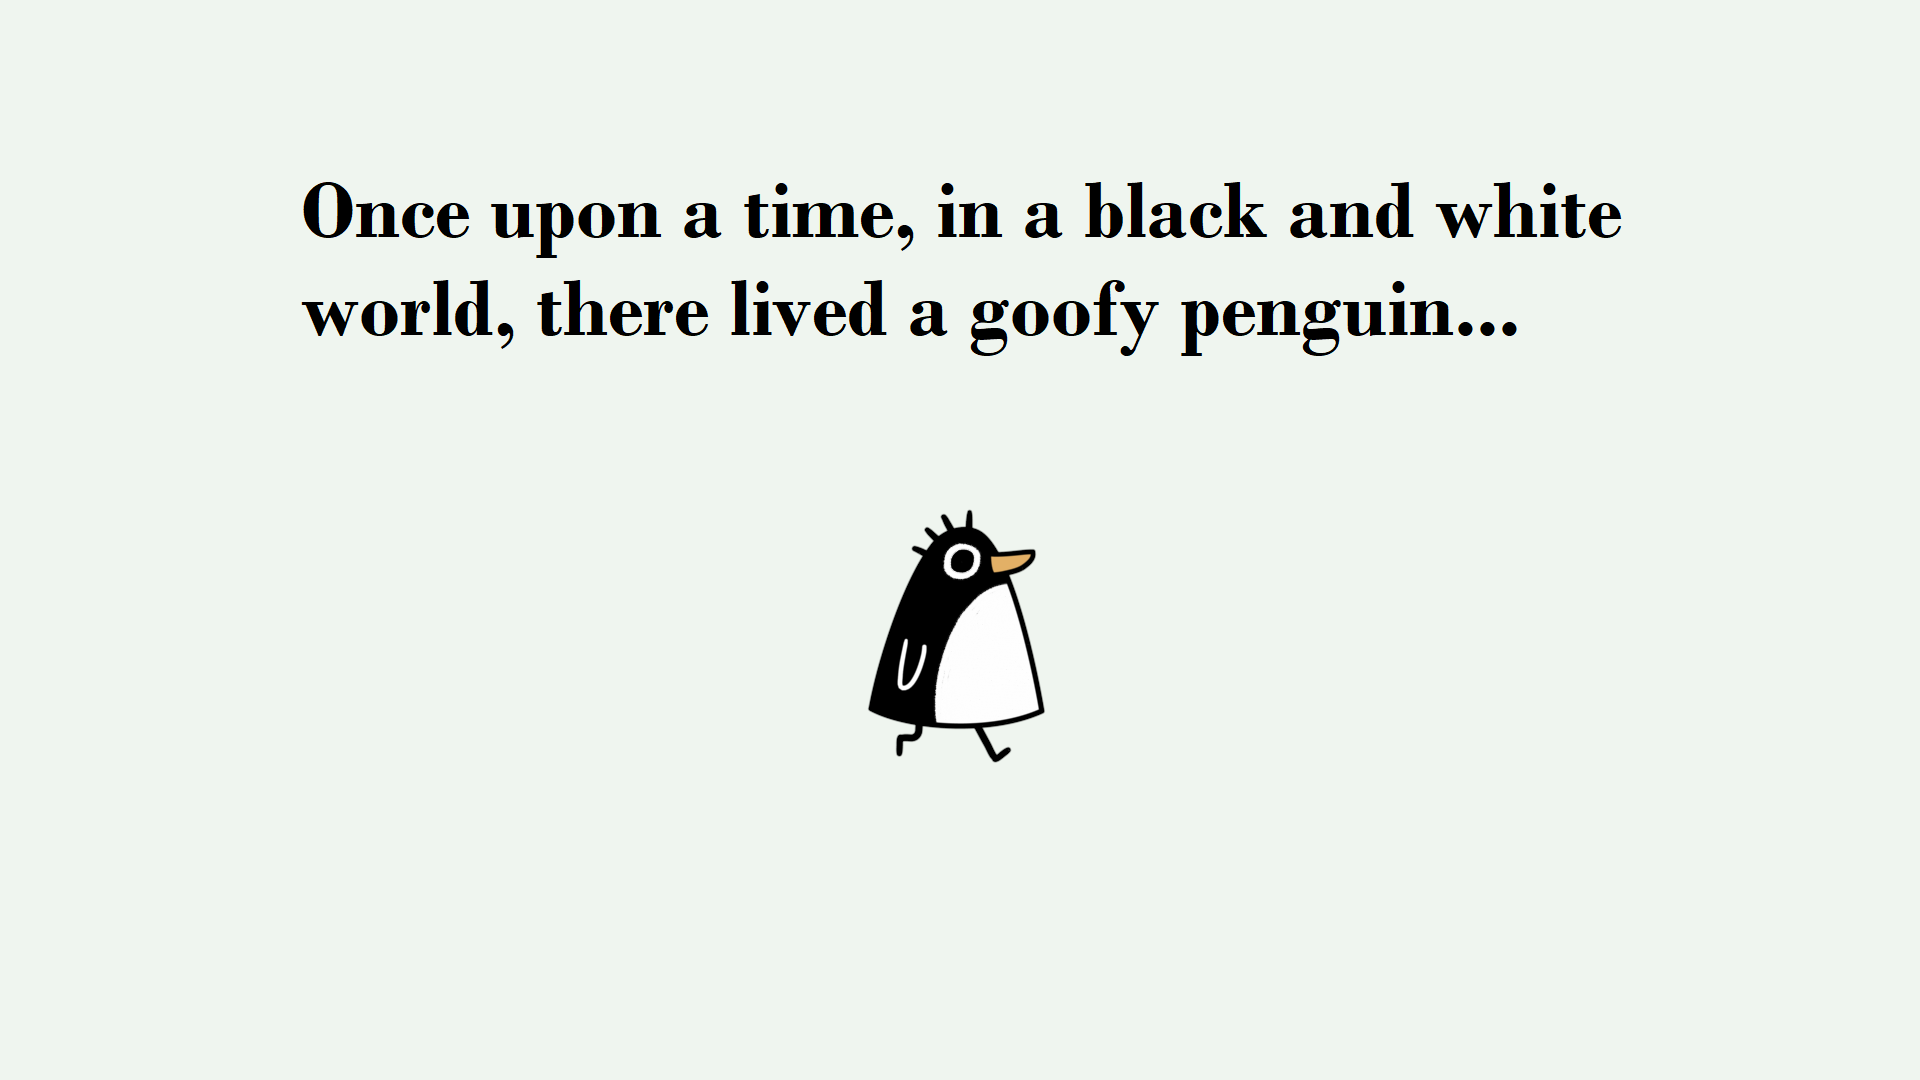 Once upon a time, in a black and white
world, there lived a goofy penguin...